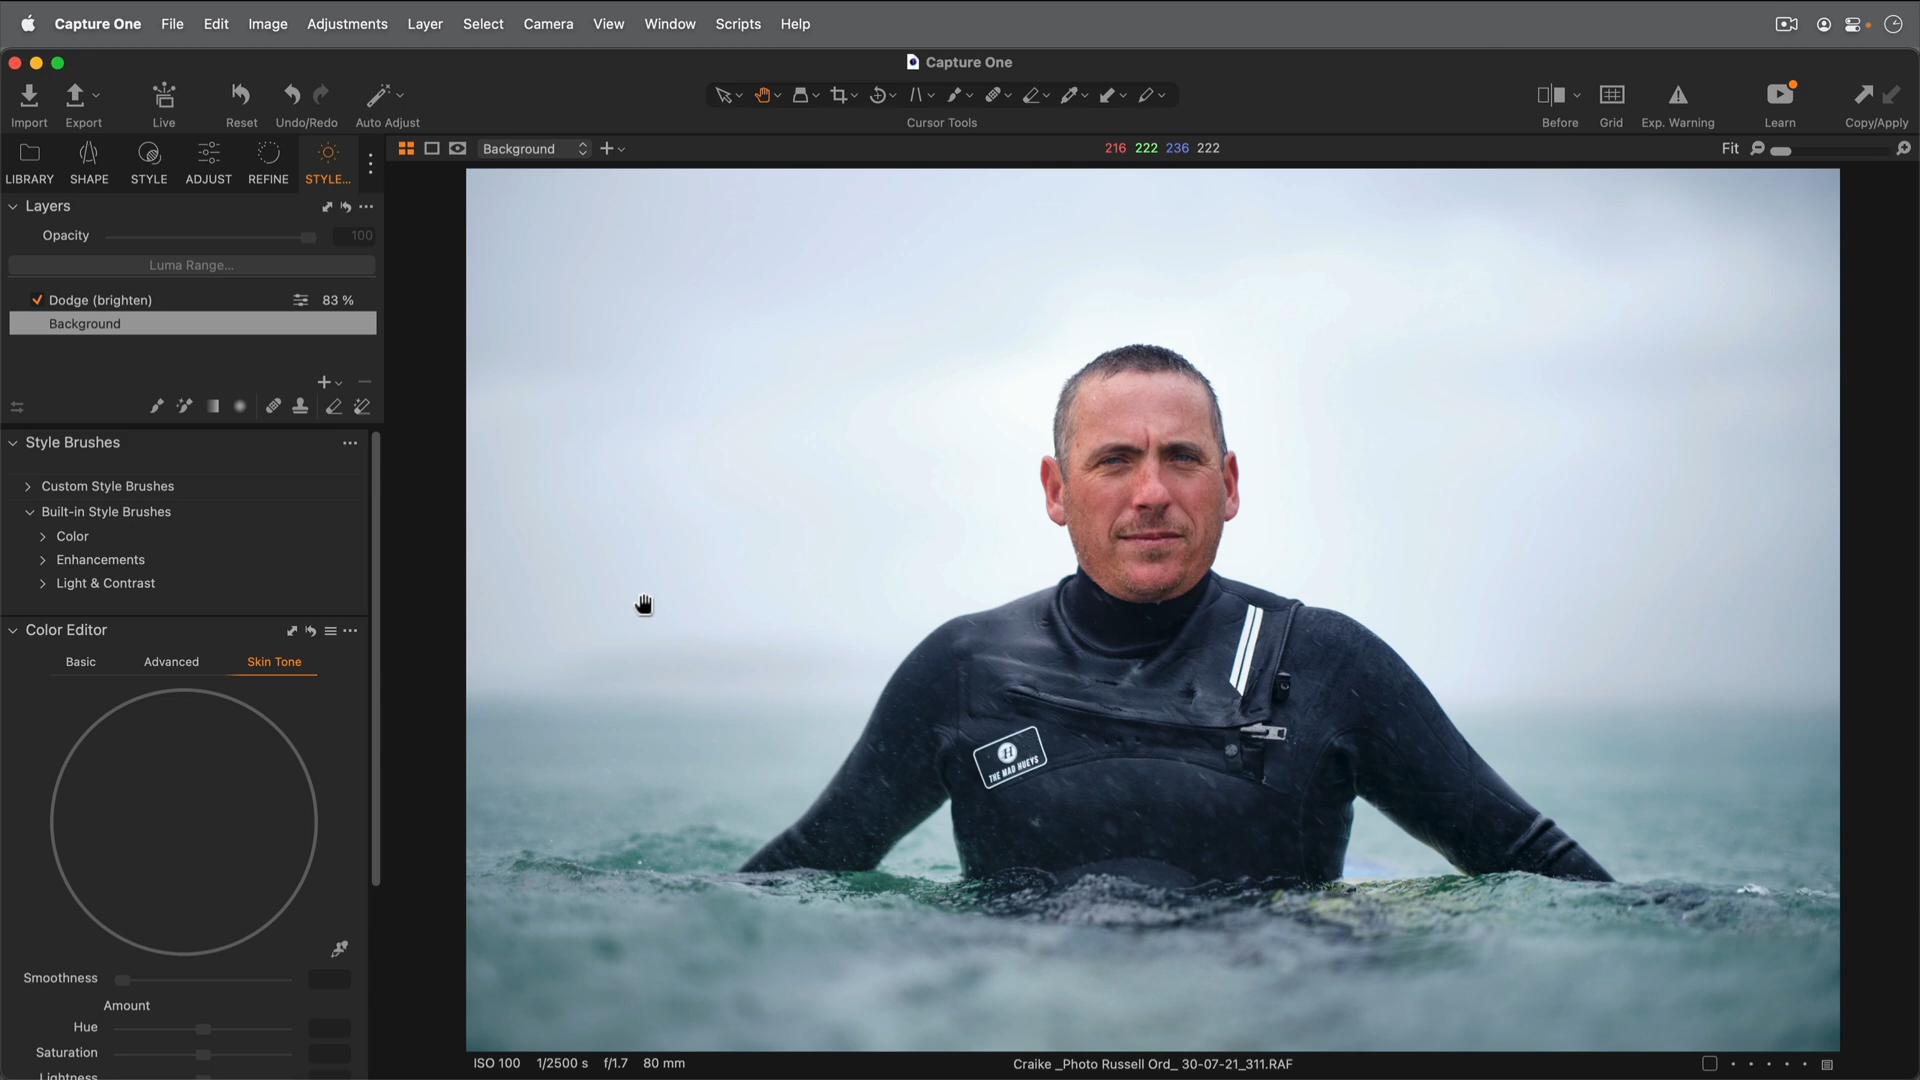 Capture One File Edit Image Adjustments Layer Select Camera View Window Scripts Help
Capture One
Import Export Live Reset Undo/Redo Auto Adjust Cursor Tools Before Grid Exp. Warning Learn Copy/Apply
LIBRARY SHAPE STYLE ADJUST REFINE STYLE...
Background
216 222 236 222
Fit
Layers
Opacity 100
Luma Range...
Dodge (brighten) 83 %
Background
Style Brushes
Custom Style Brushes
Built-in Style Brushes
Color
Enhancements
Light & Contrast
Color Editor
Basic Advanced Skin Tone
Smoothness
Amount
Hue
Saturation
Lightness
H
THE MAD HUEYS
ISO 100 1/2500 s f/1.7 80 mm
Craike _Photo Russell Ord_ 30-07-21_311.RAF